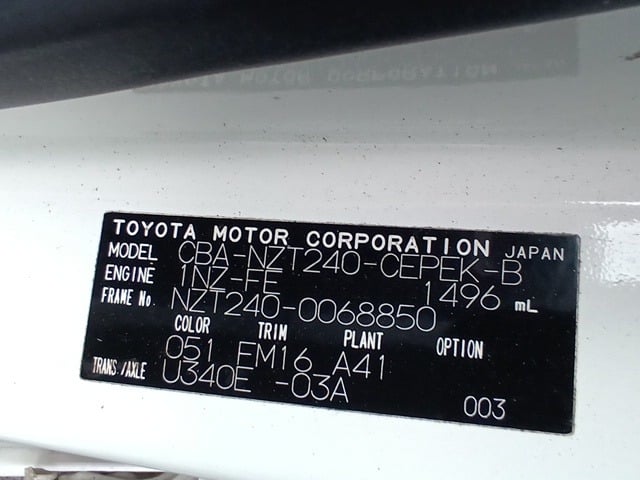 TOYOTA MOTOR CORPORATION JAPAN
MODEL CBA-NZT240-CEPEK-B
ENGINE 1NZ-FE 1496 mL
FRAME No. NZT240-0068850
COLOR TRIM PLANT OPTION
051 FM16 A41
TRANS./AXLE U340E -03A
003